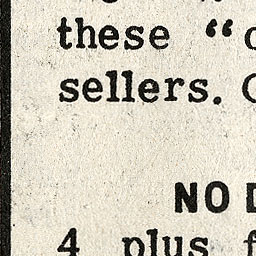 these "
sellers.
NO
4 plus